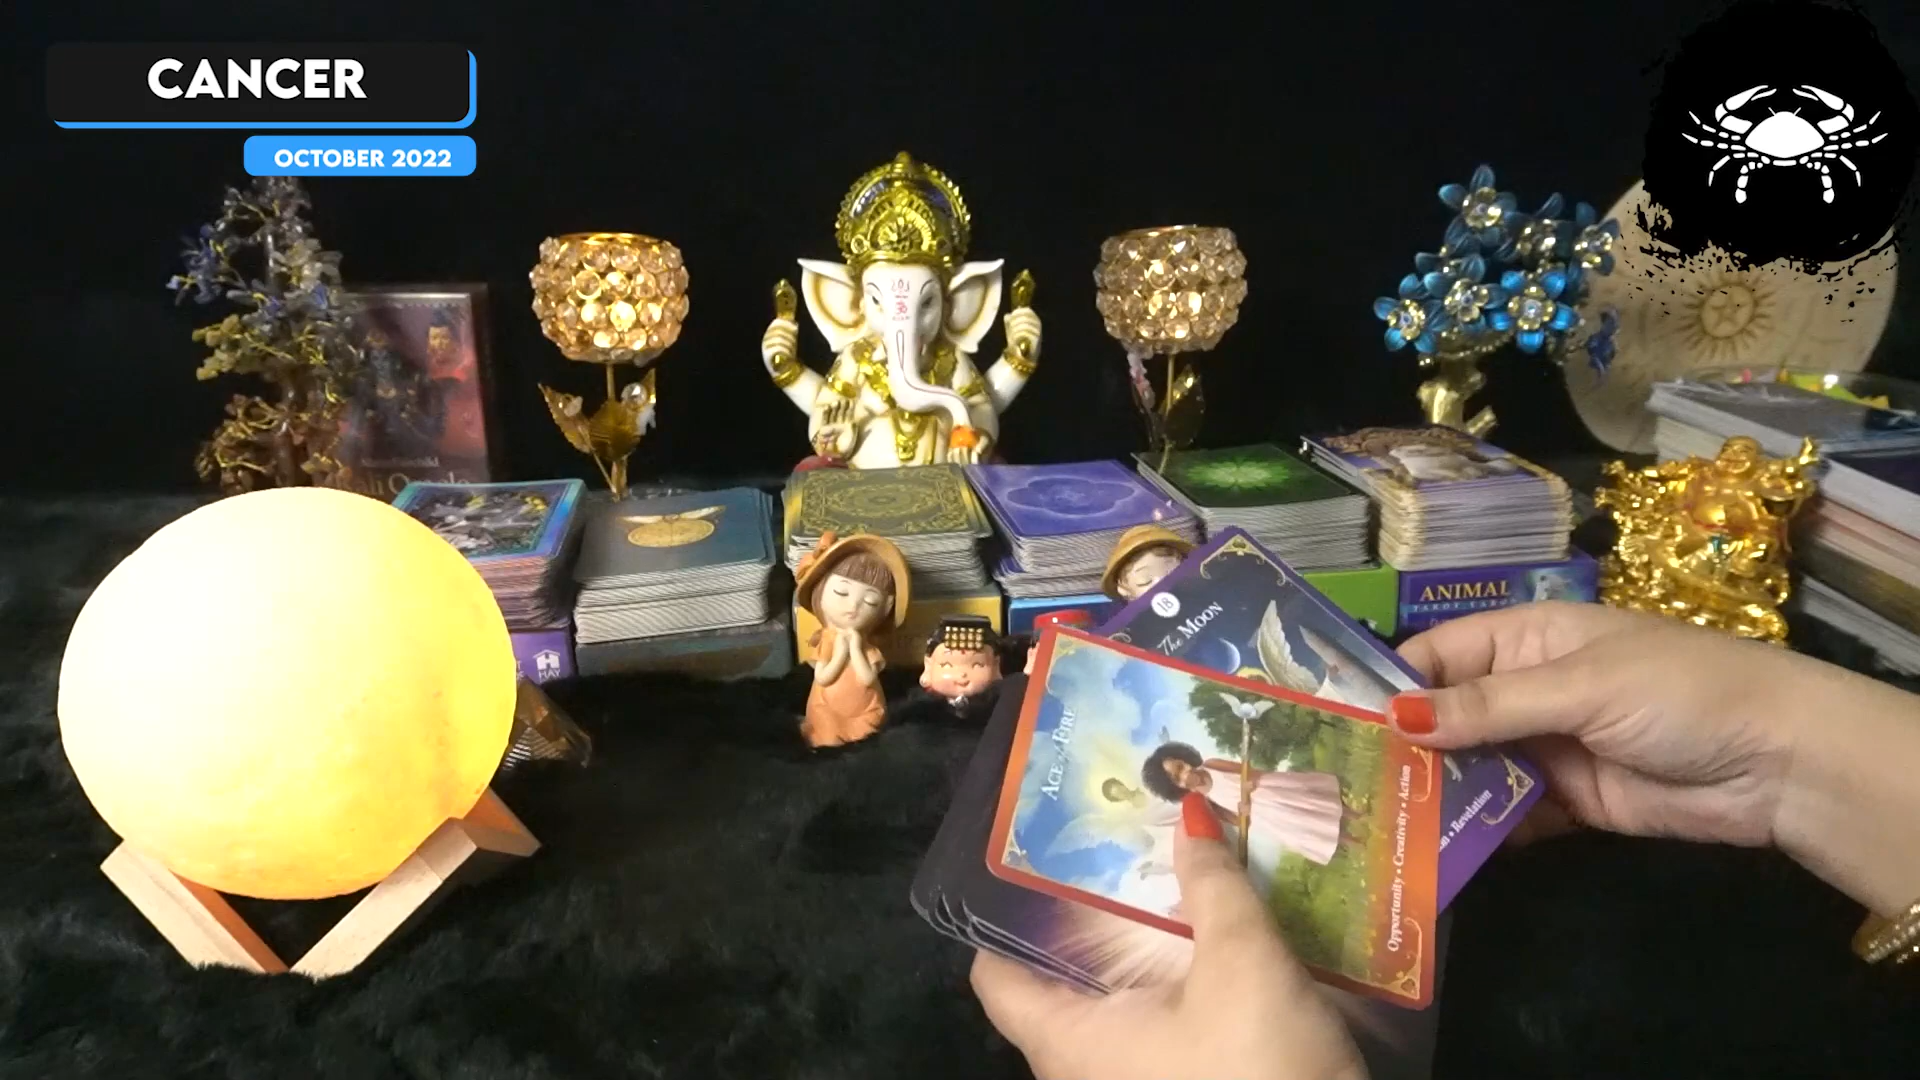 CANCER
OCTOBER 2022
ANIMAL
HAY
18
The MOON
Revelation
ACE of FIRE
Opportunity • Creativity • Action